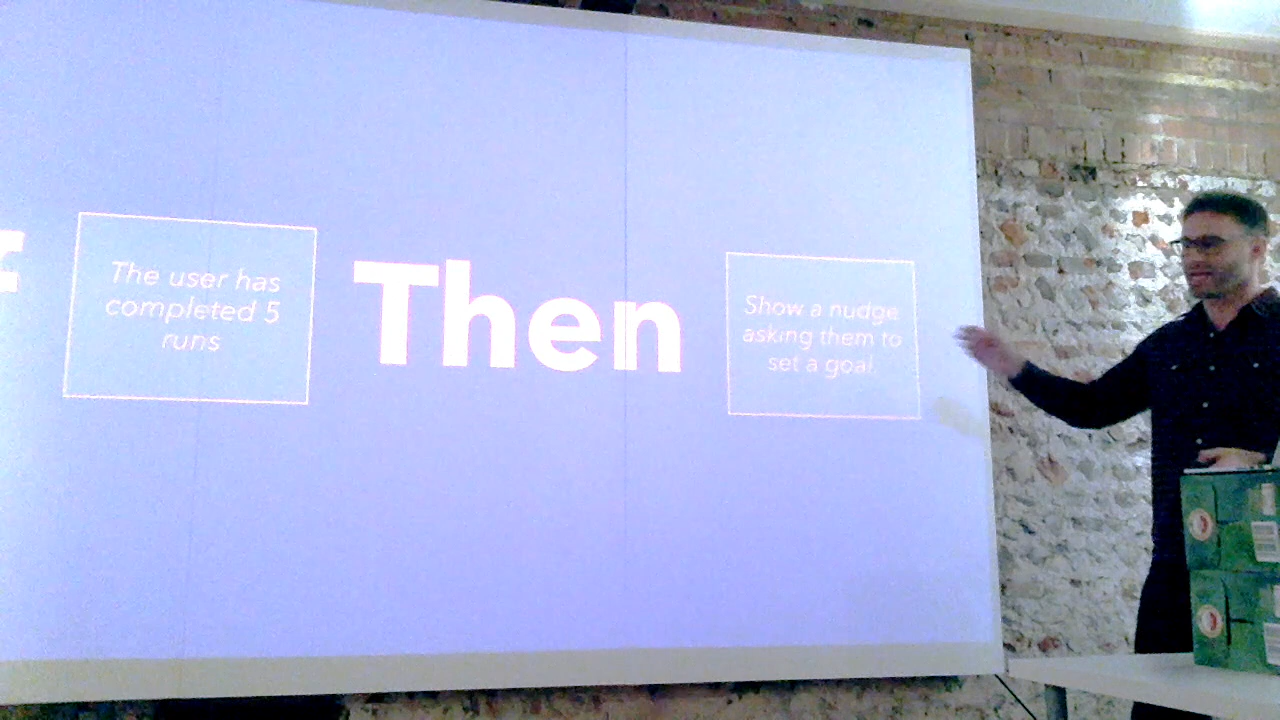 The user has
completed 5
runs
Then
Show a nudge
asking them to
set a goal.